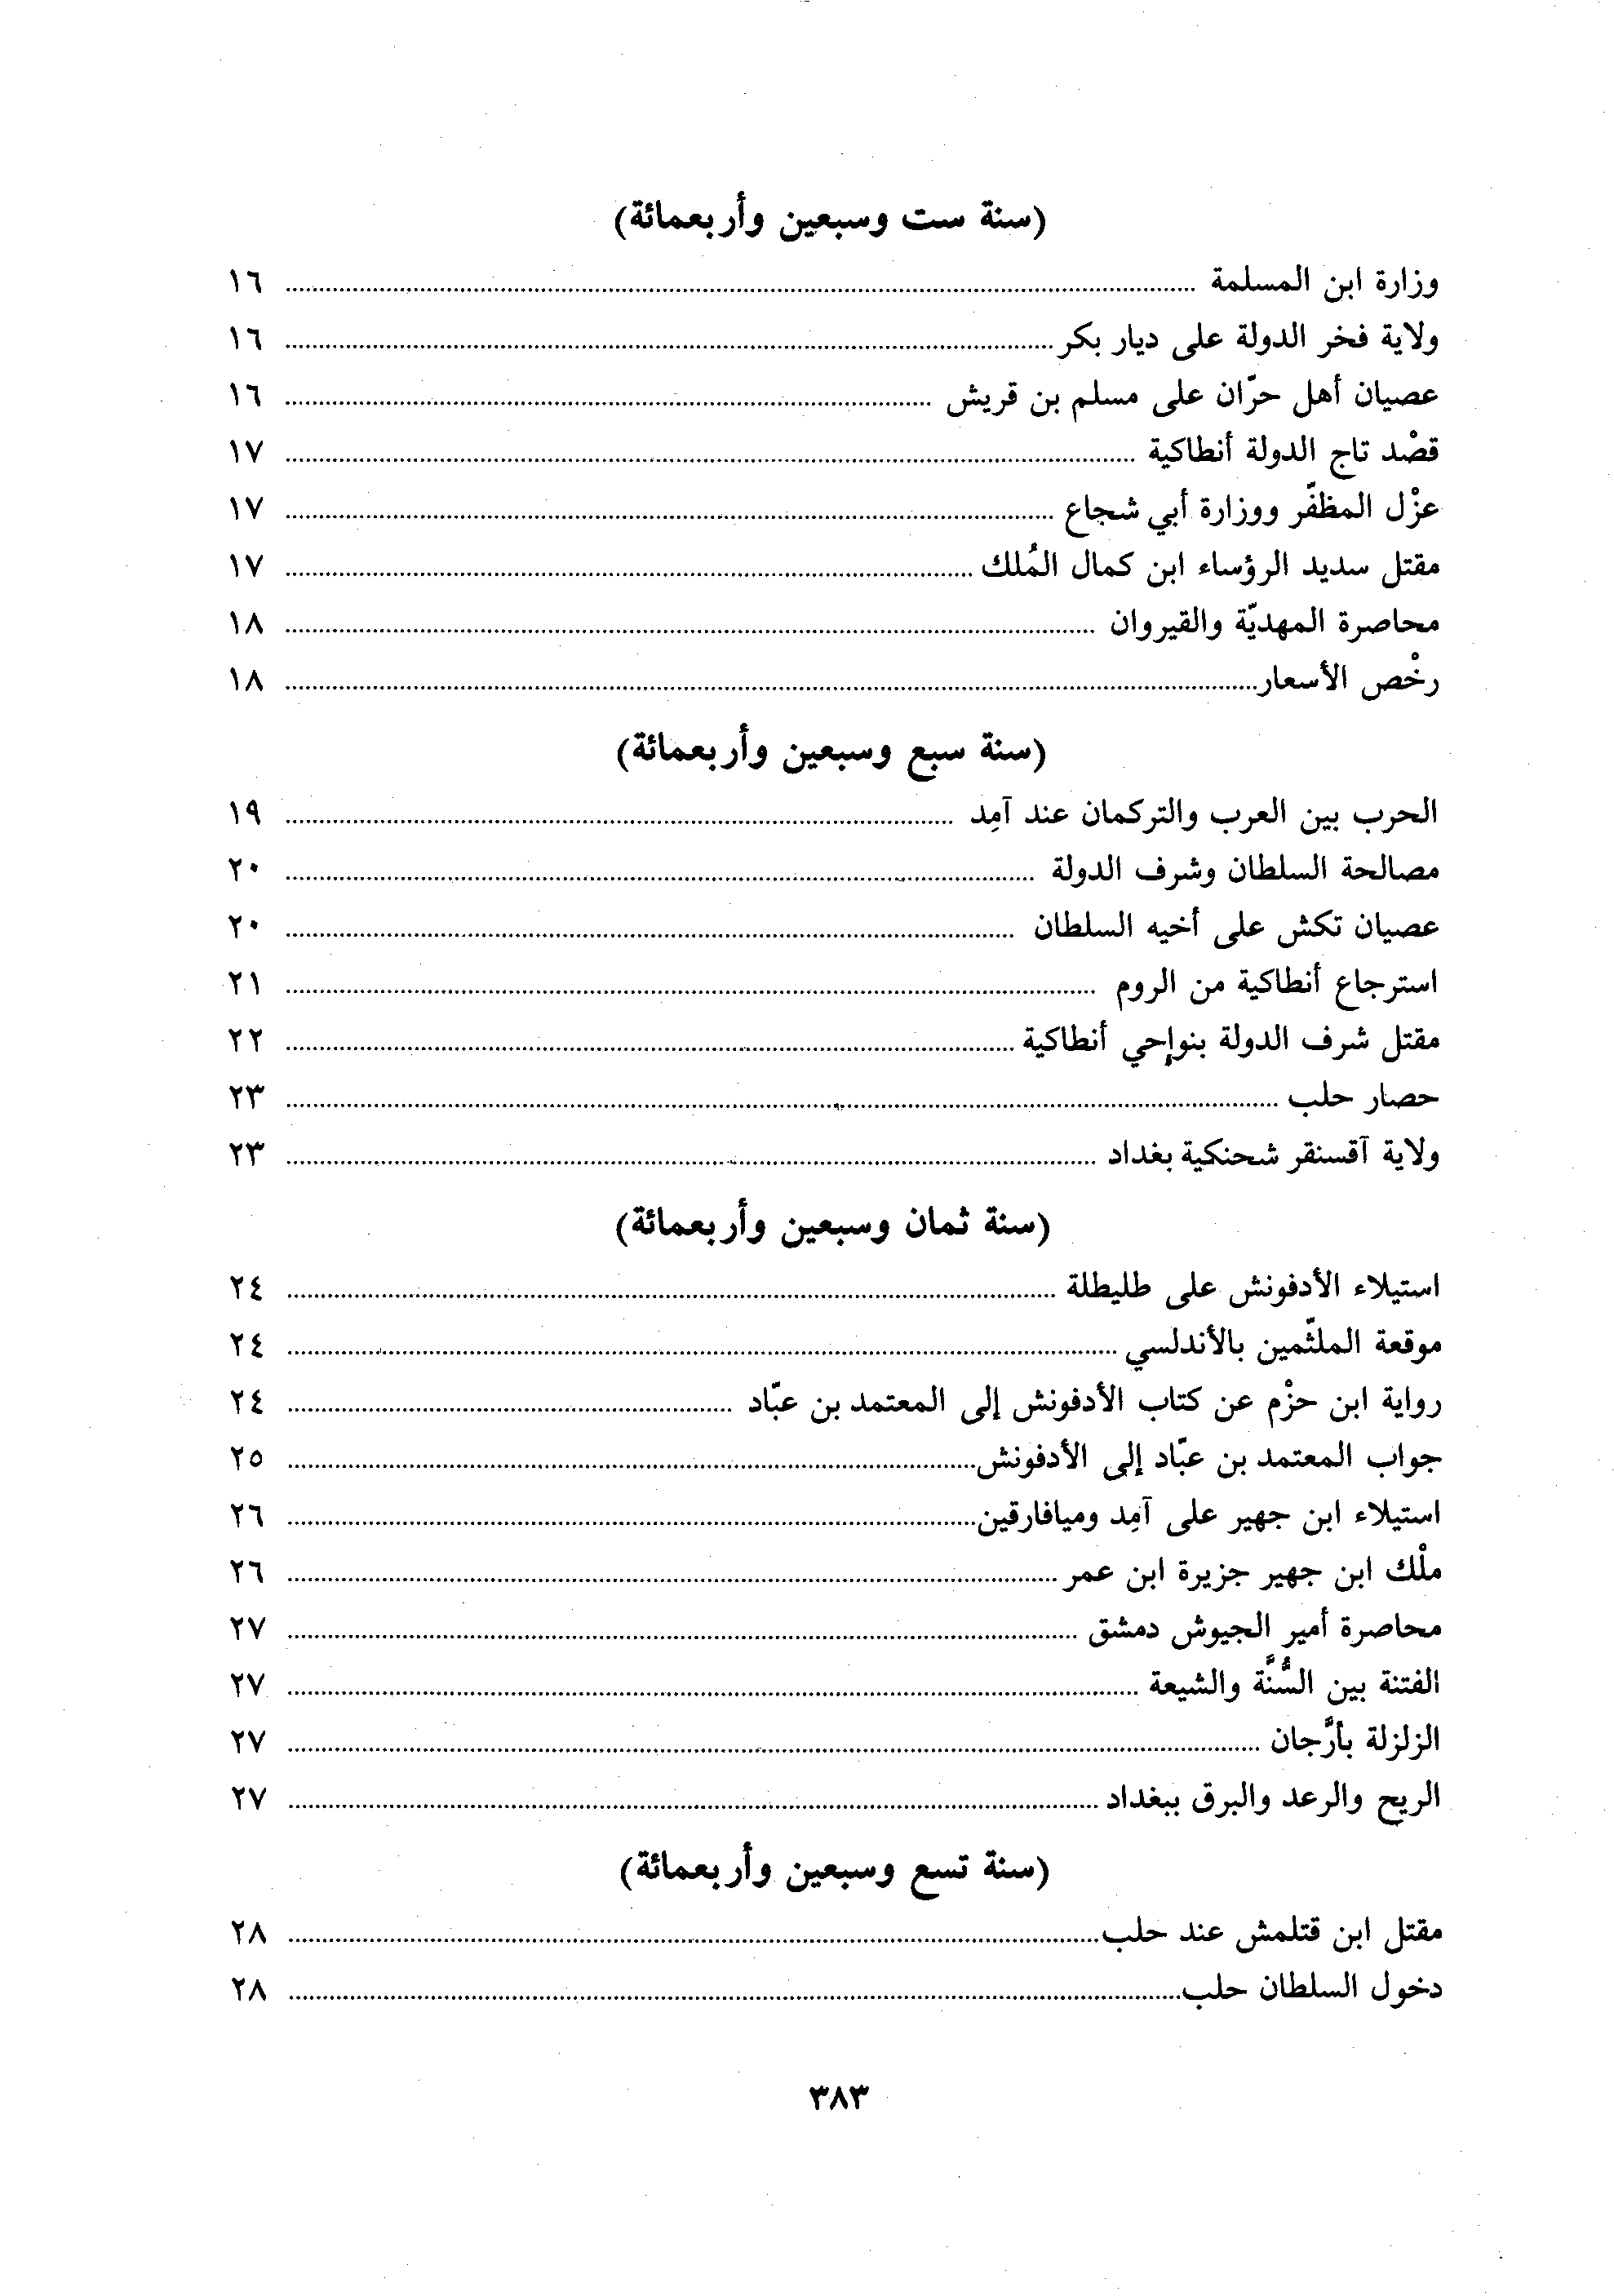 (سنة ست وسبعين وأربعمائة)
وزارة ابن المسلمة ........ ١٦
ولاية فخر الدولة على ديار بكر ........ ١٦
عصيان أهل حرّان على مسلم بن قريش ........ ١٦
قصْد تاج الدولة أنطاكية ........ ١٧
عزْل المظفّر ووزارة أبي شجاع ........ ١٧
مقتل سديد الرؤساء ابن كمال المُلك ........ ١٧
محاصرة المهديّة والقيروان ........ ١٨
رخْص الأسعار ........ ١٨
(سنة سبع وسبعين وأربعمائة)
الحرب بين العرب والتركمان عند آمِد ........ ١٩
مصالحة السلطان وشرف الدولة ........ ٢٠
عصيان تكش على أخيه السلطان ........ ٢٠
استرجاع أنطاكية من الروم ........ ٢١
مقتل شرف الدولة بنواحي أنطاكية ........ ٢٢
حصار حلب ........ ٢٣
ولاية آقسنقر شحنكية بغداد ........ ٢٣
(سنة ثمان وسبعين وأربعمائة)
استيلاء الأدفونش على طليطلة ........ ٢٤
موقعة الملثّمين بالأندلسي ........ ٢٤
رواية ابن حزْم عن كتاب الأدفونش إلى المعتمد بن عبّاد ........ ٢٤
جواب المعتمد بن عبّاد إلى الأدفونش ........ ٢٥
استيلاء ابن جهير على آمِد وميافارقين ........ ٢٦
ملْك ابن جهير جزيرة ابن عمر ........ ٢٦
محاصرة أمير الجيوش دمشق ........ ٢٧
الفتنة بين السُّنَّة والشيعة ........ ٢٧
الزلزلة بأرَّجان ........ ٢٧
الريح والرعد والبرق ببغداد ........ ٢٧
(سنة تسع وسبعين وأربعمائة)
مقتل ابن قتلمش عند حلب ........ ٢٨
دخول السلطان حلب ........ ٢٨
٣٨٣